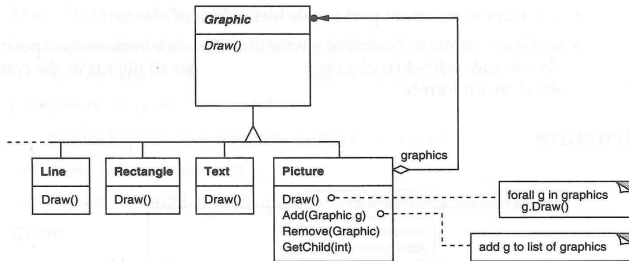 Graphic
Draw()
graphics
Line
Draw()
Rectangle
Draw()
Text
Draw()
Picture
Draw()
Add(Graphic g)
Remove(Graphic)
GetChild(int)
forall g in graphics
g.Draw()
add g to list of graphics